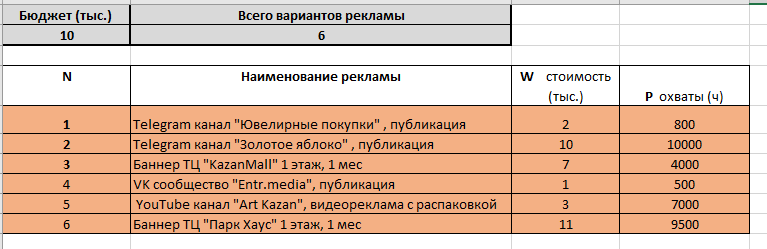 Бюджет (тыс.) Всего вариантов рекламы
10 6
N Наименование рекламы W стоимость (тыс.) P охваты (ч)
1 Telegram канал "Ювелирные покупки" , публикация 2 800
2 Telegram канал "Золотое яблоко" , публикация 10 10000
3 Баннер ТЦ "KazanMall" 1 этаж, 1 мес 7 4000
4 VK сообщество "Entr.media", публикация 1 500
5 YouTube канал "Art Kazan", видеореклама с распаковкой 3 7000
6 Баннер ТЦ "Парк Хаус" 1 этаж, 1 мес 11 9500